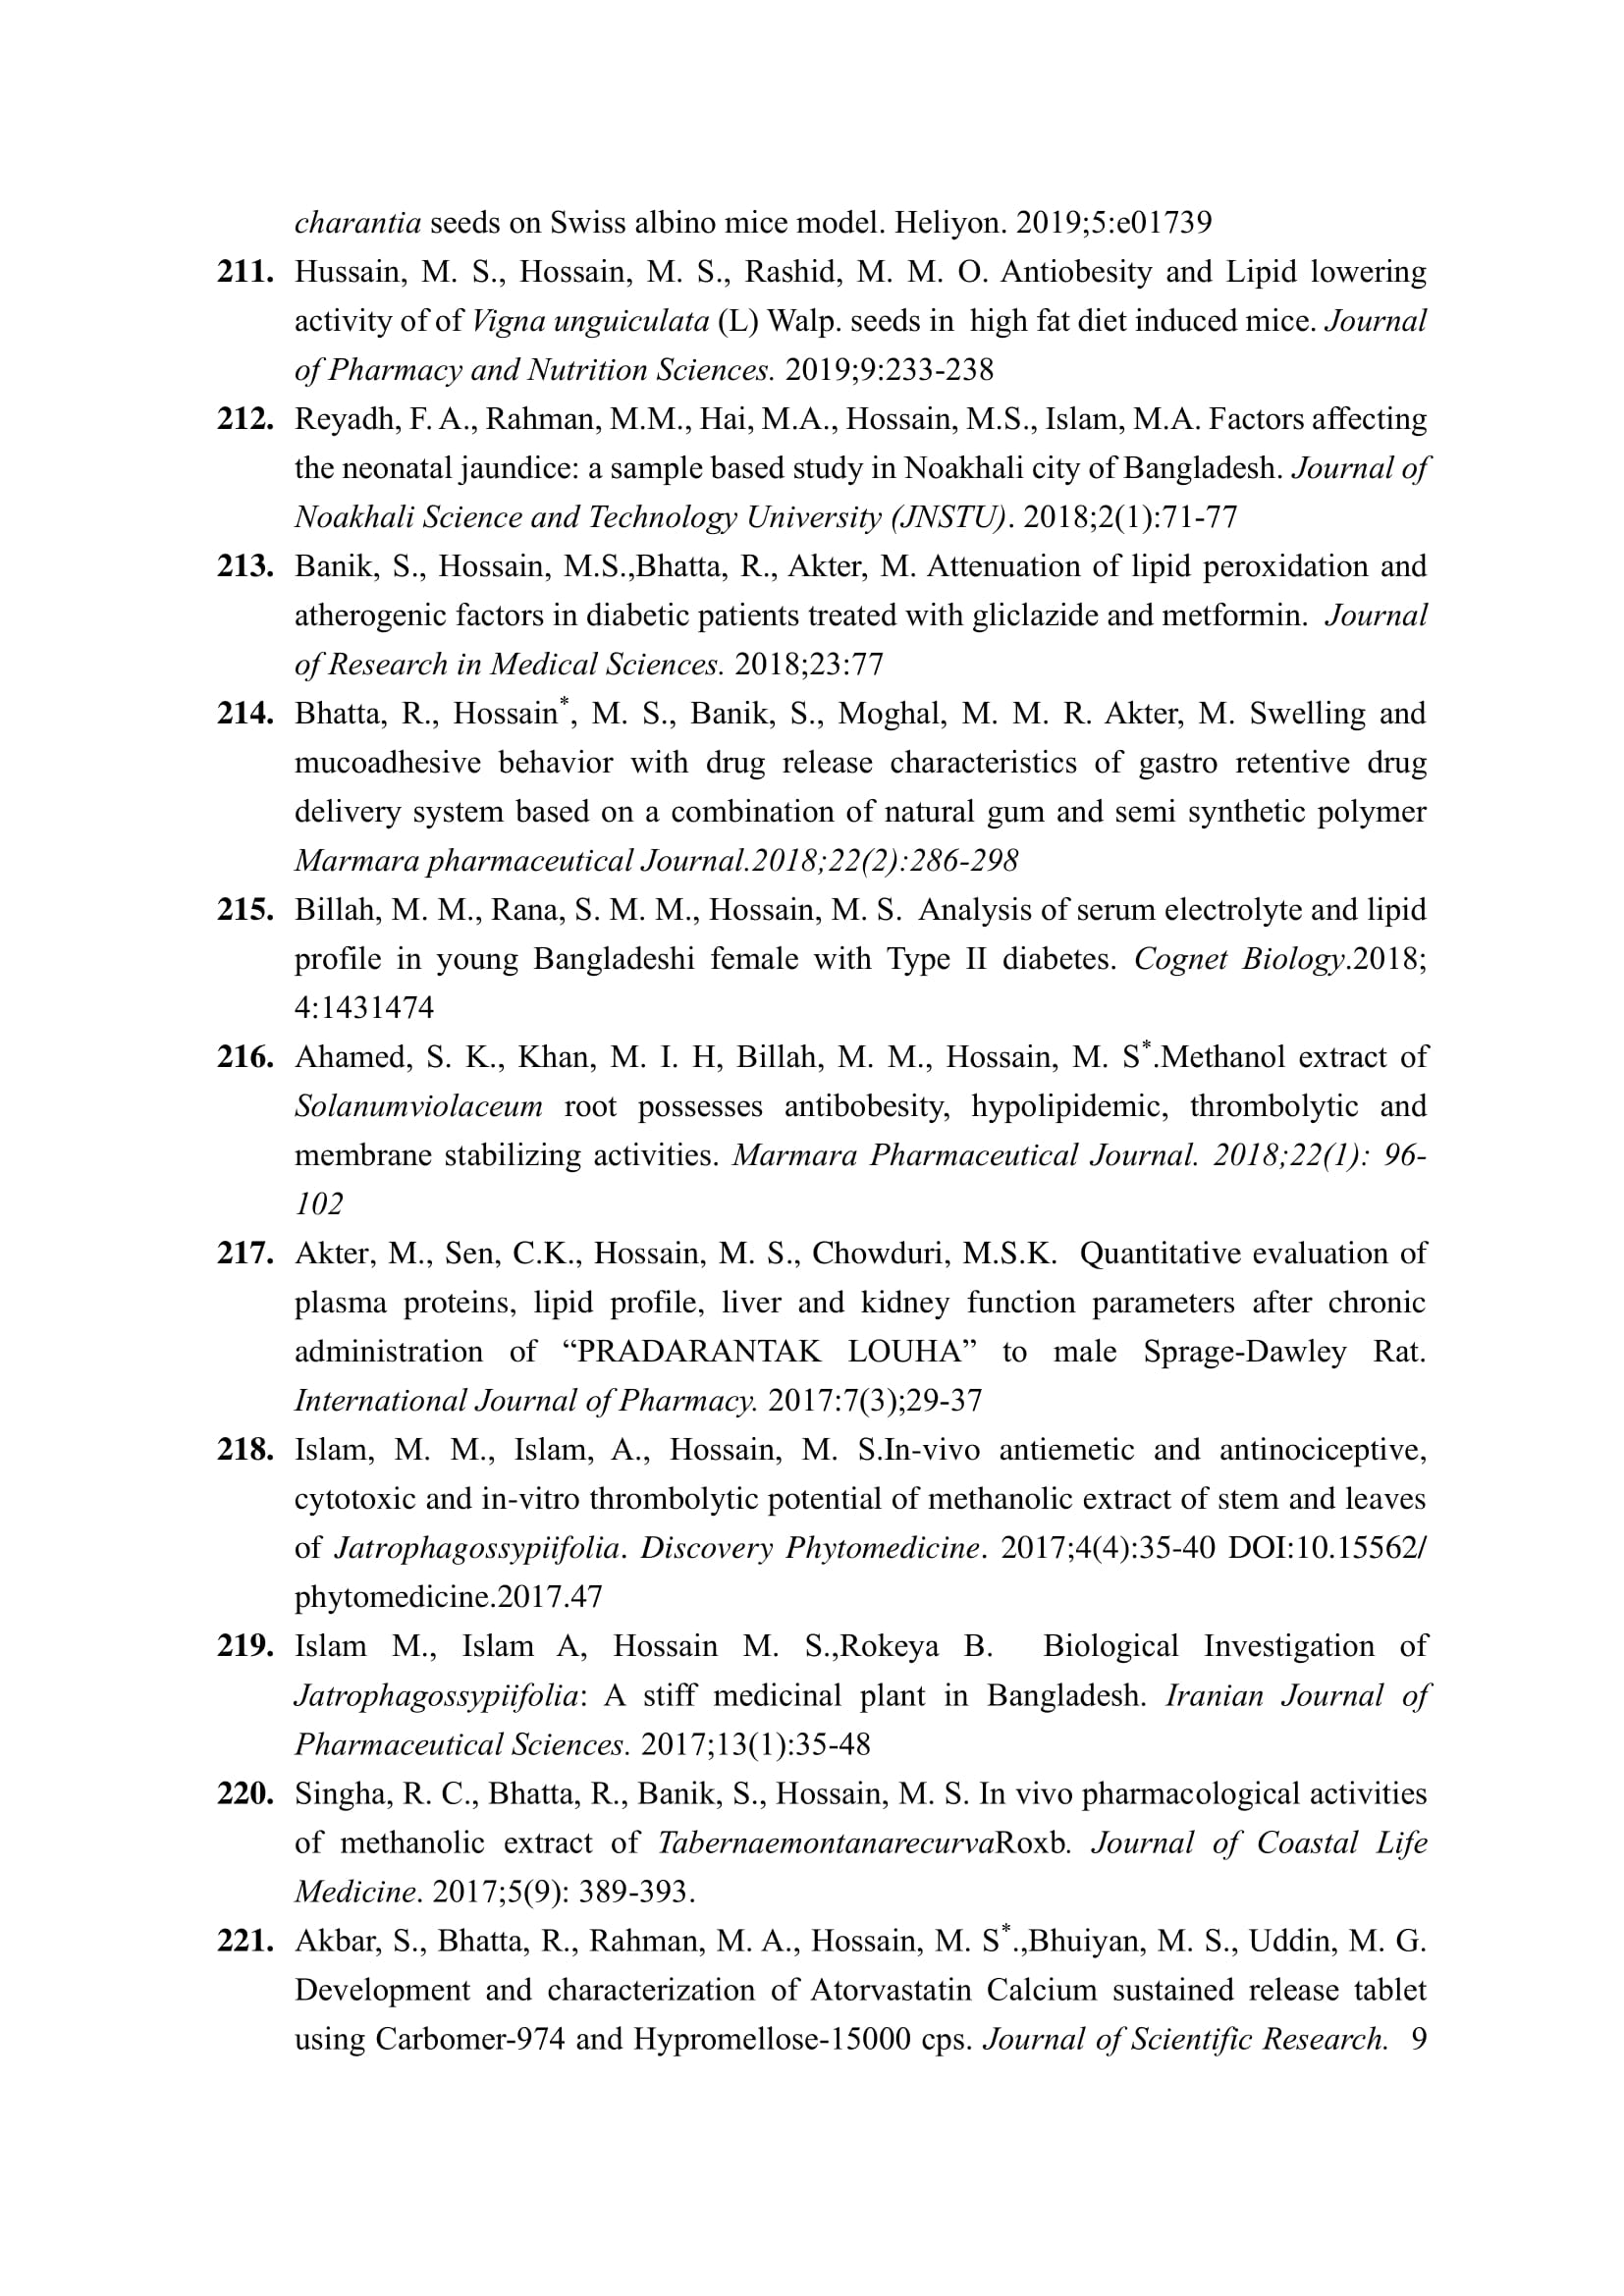 charantia seeds on Swiss albino mice model. Heliyon. 2019;5:e01739
211. Hussain, M. S., Hossain, M. S., Rashid, M. M. O. Antiobesity and Lipid lowering
activity of of Vigna unguiculata (L) Walp. seeds in  high fat diet induced mice. Journal
of Pharmacy and Nutrition Sciences. 2019;9:233-238
212. Reyadh, F. A., Rahman, M.M., Hai, M.A., Hossain, M.S., Islam, M.A. Factors affecting
the neonatal jaundice: a sample based study in Noakhali city of Bangladesh. Journal of
Noakhali Science and Technology University (JNSTU). 2018;2(1):71-77
213. Banik, S., Hossain, M.S.,Bhatta, R., Akter, M. Attenuation of lipid peroxidation and
atherogenic factors in diabetic patients treated with gliclazide and metformin.  Journal
of Research in Medical Sciences. 2018;23:77
214. Bhatta, R., Hossain*, M. S., Banik, S., Moghal, M. M. R. Akter, M. Swelling and
mucoadhesive behavior with drug release characteristics of gastro retentive drug
delivery system based on a combination of natural gum and semi synthetic polymer
Marmara pharmaceutical Journal.2018;22(2):286-298
215. Billah, M. M., Rana, S. M. M., Hossain, M. S.  Analysis of serum electrolyte and lipid
profile in young Bangladeshi female with Type II diabetes. Cognet Biology.2018;
4:1431474
216. Ahamed, S. K., Khan, M. I. H, Billah, M. M., Hossain, M. S*.Methanol extract of
Solanumviolaceum root possesses antibobesity, hypolipidemic, thrombolytic and
membrane stabilizing activities. Marmara Pharmaceutical Journal. 2018;22(1): 96-
102
217. Akter, M., Sen, C.K., Hossain, M. S., Chowduri, M.S.K.  Quantitative evaluation of
plasma proteins, lipid profile, liver and kidney function parameters after chronic
administration of “PRADARANTAK LOUHA” to male Sprage-Dawley Rat.
International Journal of Pharmacy. 2017:7(3);29-37
218. Islam, M. M., Islam, A., Hossain, M. S.In-vivo antiemetic and antinociceptive,
cytotoxic and in-vitro thrombolytic potential of methanolic extract of stem and leaves
of Jatrophagossypiifolia. Discovery Phytomedicine. 2017;4(4):35-40 DOI:10.15562/
phytomedicine.2017.47
219. Islam M., Islam A, Hossain M. S.,Rokeya B.  Biological Investigation of
Jatrophagossypiifolia: A stiff medicinal plant in Bangladesh. Iranian Journal of
Pharmaceutical Sciences. 2017;13(1):35-48
220. Singha, R. C., Bhatta, R., Banik, S., Hossain, M. S. In vivo pharmacological activities
of methanolic extract of TabernaemontanarecurvaRoxb. Journal of Coastal Life
Medicine. 2017;5(9): 389-393.
221. Akbar, S., Bhatta, R., Rahman, M. A., Hossain, M. S*.,Bhuiyan, M. S., Uddin, M. G.
Development and characterization of Atorvastatin Calcium sustained release tablet
using Carbomer-974 and Hypromellose-15000 cps. Journal of Scientific Research.  9